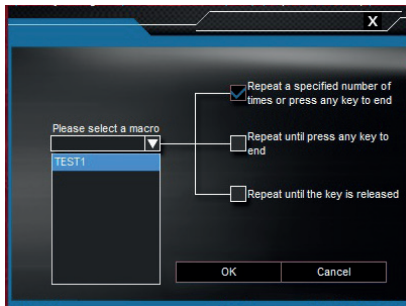 X
Repeat a specified number of
times or press any key to end
Please select a macro
Repeat until press any key to
end
TEST1
Repeat until the key is released
OK
Cancel